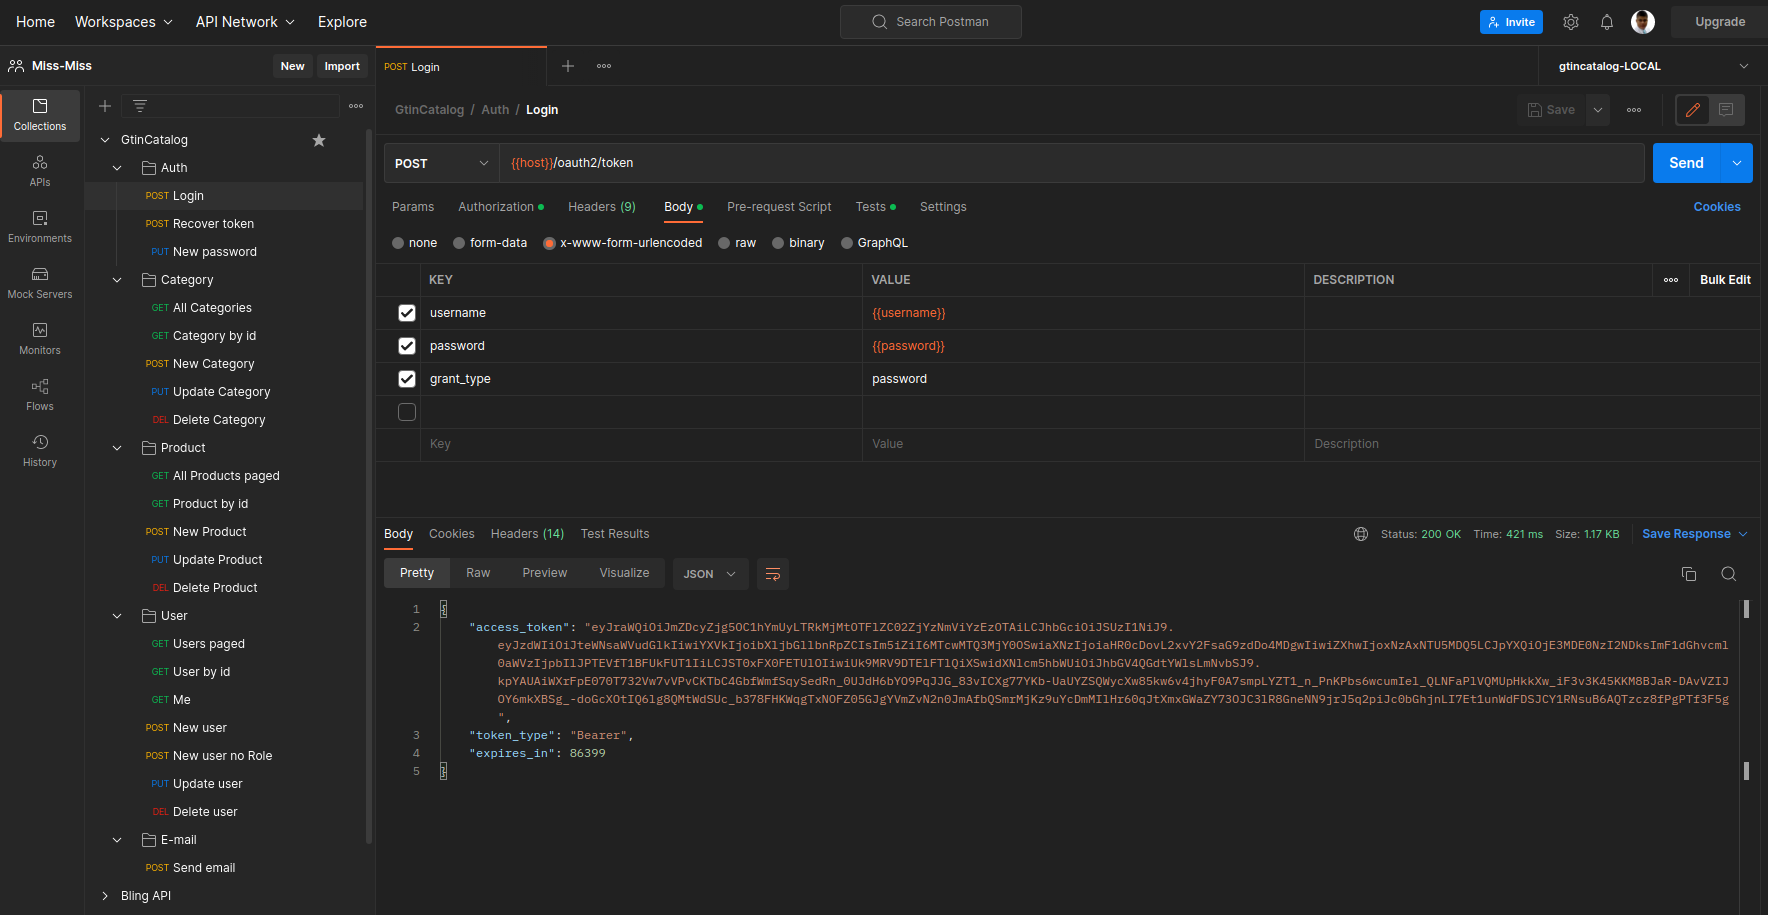 Home Workspaces API Network Explore Search Postman Invite Upgrade
Miss-Miss New Import POST Login gtincatalog-LOCAL
GtinCatalog / Auth / Login Save
Collections
APIs
Environments
Mock Servers
Monitors
Flows
History
GtinCatalog
Auth
POST Login
POST Recover token
PUT New password
Category
GET All Categories
GET Category by id
POST New Category
PUT Update Category
DEL Delete Category
Product
GET All Products paged
GET Product by id
POST New Product
PUT Update Product
DEL Delete Product
User
GET Users paged
GET User by id
GET Me
POST New user
POST New user no Role
PUT Update user
DEL Delete user
E-mail
POST Send email
Bling API
POST {{host}}/oauth2/token Send
Params Authorization Headers (9) Body Pre-request Script Tests Settings Cookies
none form-data x-www-form-urlencoded raw binary GraphQL
KEY VALUE DESCRIPTION Bulk Edit
username {{username}}
password {{password}}
grant_type password
Key Value Description
Body Cookies Headers (14) Test Results Status: 200 OK Time: 421 ms Size: 1.17 KB Save Response
Pretty Raw Preview Visualize JSON
1 {
2 "access_token":
",
3 "token_type": "Bearer",
4 "expires_in": 86399
5 }